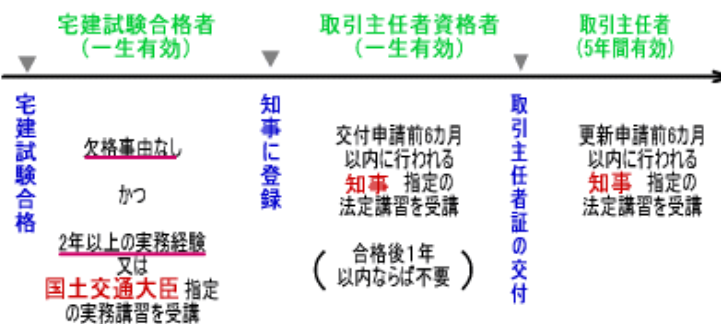 宅建試験合格者
(一生有効)
取引主任者資格者
(一生有効)
取引主任者
(5年間有効)
宅建試験合格
欠格事由なし
かつ
2年以上の実務経験
又は
国土交通大臣 指定
の実務講習を受講
知事に登録
交付申請前6カ月
以内に行われる
知事 指定の
法定講習を受講
(合格後1年
以内ならば不要)
取引主任者証の交付
更新申請前6カ月
以内に行われる
知事 指定の
法定講習を受講